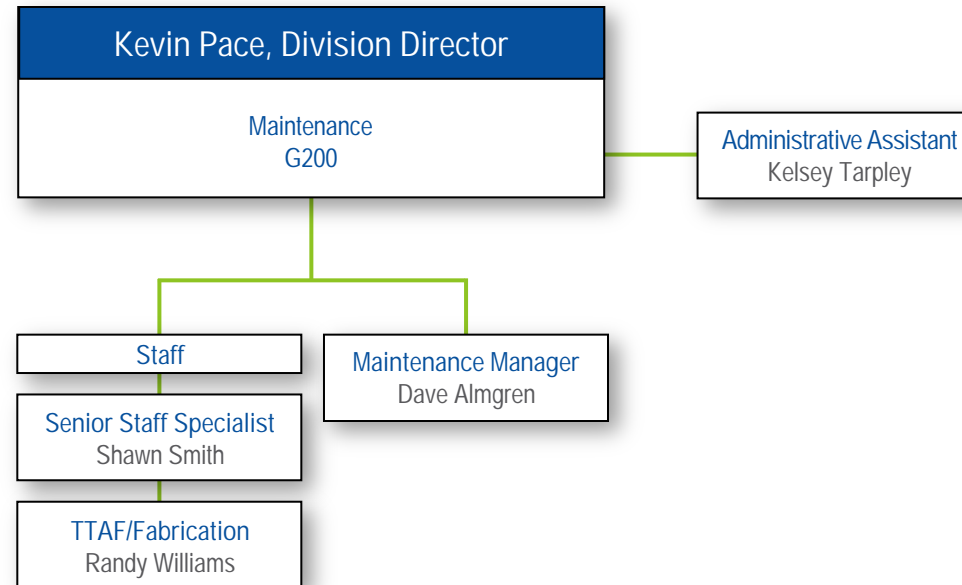 Kevin Pace, Division Director
Maintenance
G200
Administrative Assistant
Kelsey Tarpley
Staff
Maintenance Manager
Dave Almgren
Senior Staff Specialist
Shawn Smith
TTAF/Fabrication
Randy Williams